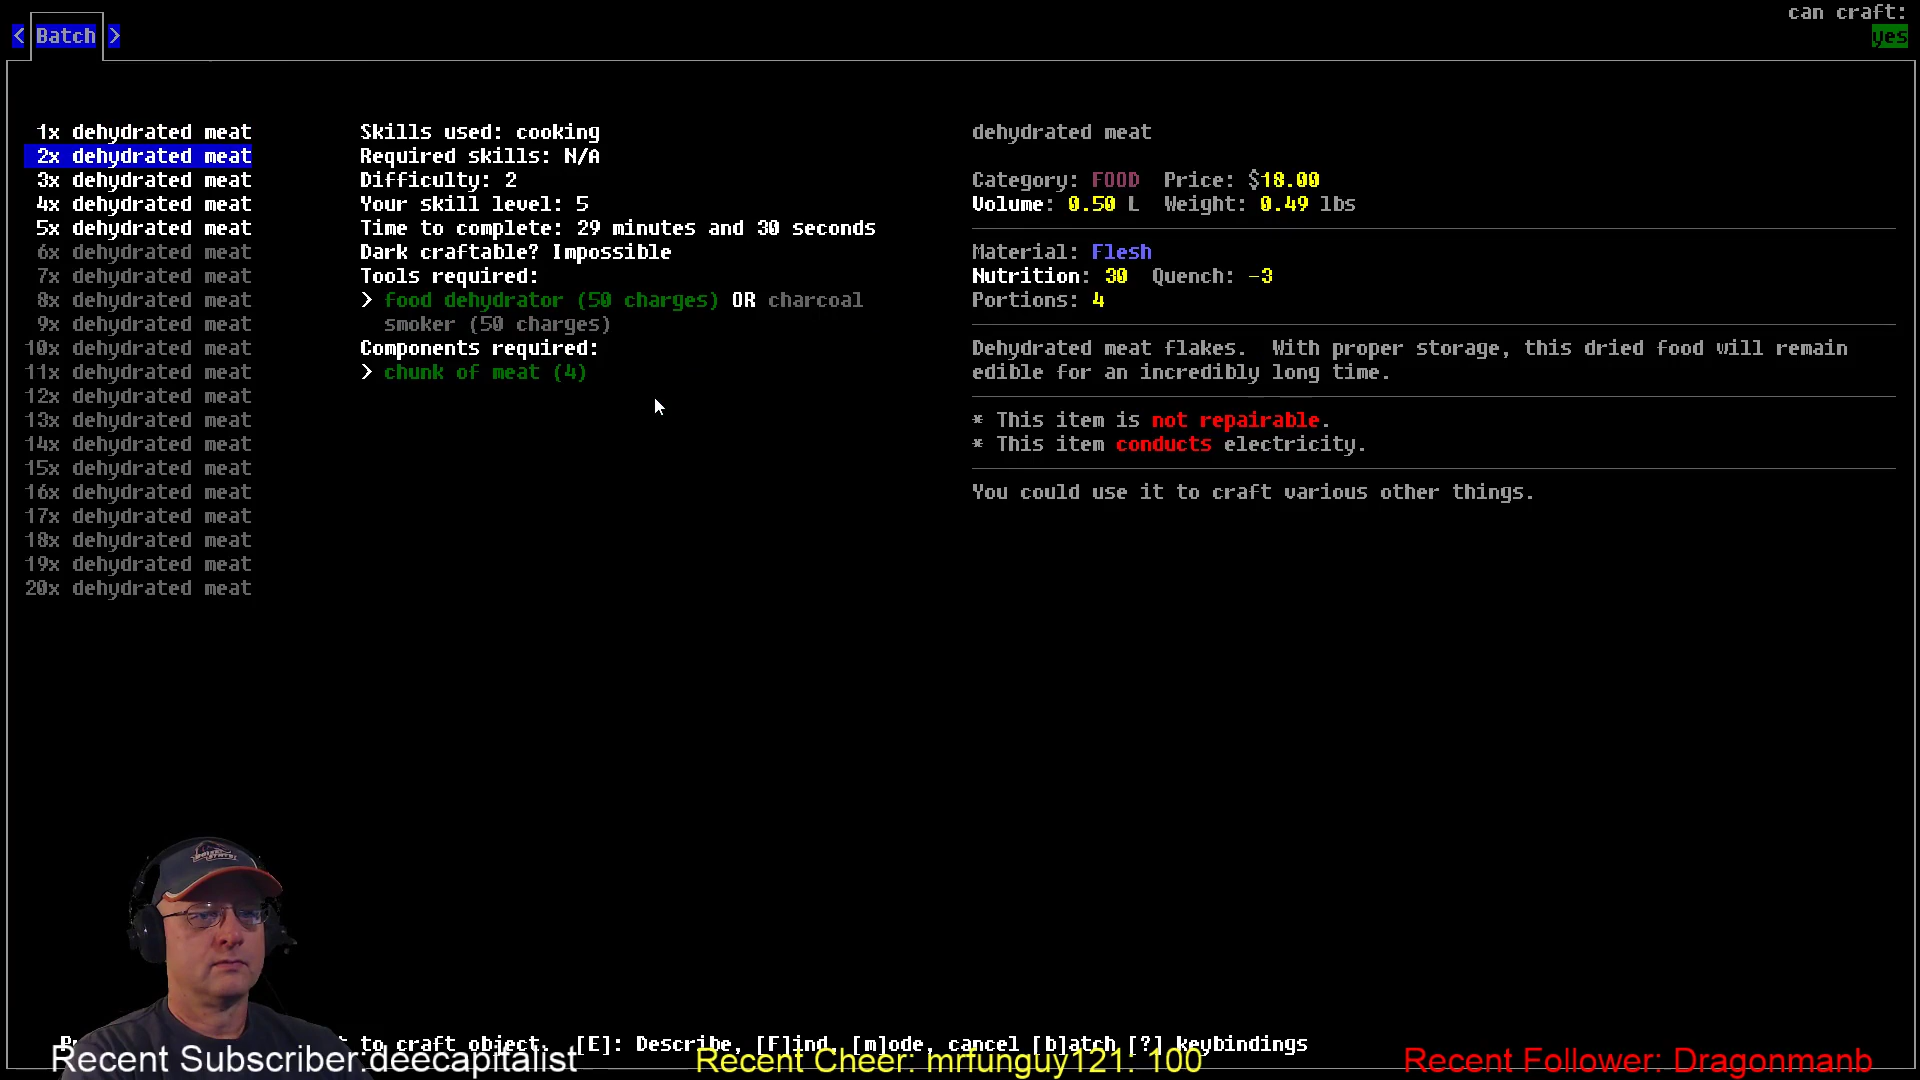 can craft:
< Batch >
yes
1x dehydrated meat
2x dehydrated meat
3x dehydrated meat
4x dehydrated meat
5x dehydrated meat
6x dehydrated meat
7x dehydrated meat
8x dehydrated meat
9x dehydrated meat
10x dehydrated meat
11x dehydrated meat
12x dehydrated meat
13x dehydrated meat
14x dehydrated meat
15x dehydrated meat
16x dehydrated meat
17x dehydrated meat
18x dehydrated meat
19x dehydrated meat
20x dehydrated meat
Skills used: cooking
Required skills: N/A
Difficulty: 2
Your skill level: 5
Time to complete: 29 minutes and 30 seconds
Dark craftable? Impossible
Tools required:
> food dehydrator (50 charges) OR charcoal
smoker (50 charges)
Components required:
> chunk of meat (4)
dehydrated meat
Category: FOOD Price: $18.00
Volume: 0.50 L Weight: 0.49 lbs
Material: Flesh
Nutrition: 30 Quench: -3
Portions: 4
Dehydrated meat flakes. With proper storage, this dried food will remain
edible for an incredibly long time.
* This item is not repairable.
* This item conducts electricity.
You could use it to craft various other things.
to craft object. [E]: Describe, [F]ind, [m]ode, cancel [b]atch [?] keybindings
Recent Subscriber:deecapitalist
Recent Cheer: mrfunguy121: 100
Recent Follower: Dragonmanb